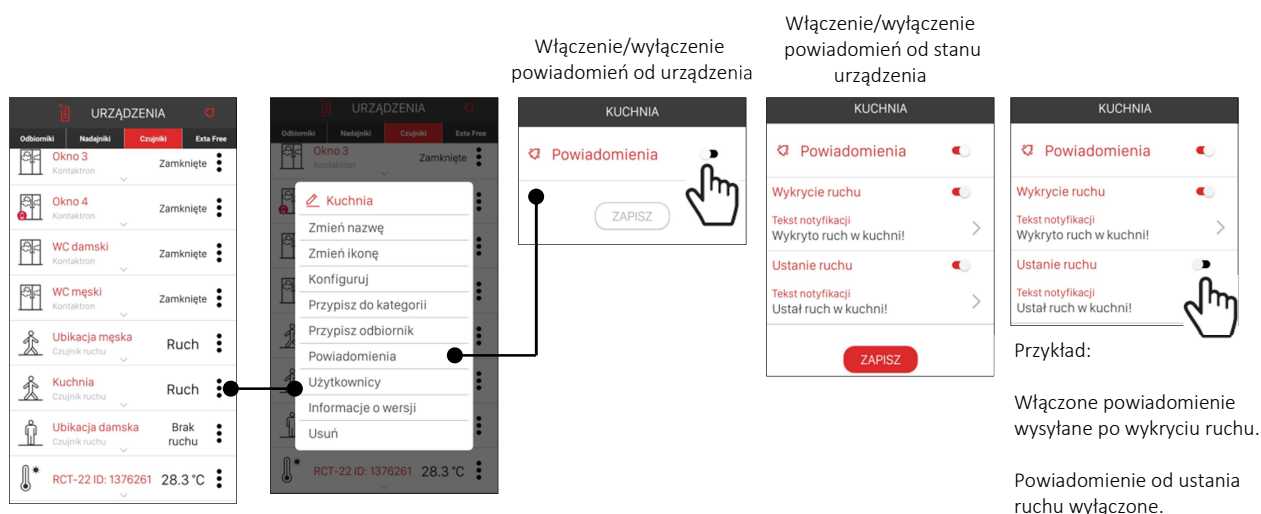 Włączenie/wyłączenie
powiadomień od urządzenia
Włączenie/wyłączenie
powiadomień od stanu
urządzenia
URZĄDZENIA
Odbiorniki Nadajniki Czujniki Exta Free
Okno 3
Zamknięte
Kontaktron
Okno 4
Zamknięte
Kontaktron
WC damski
Zamknięte
Kontaktron
WC męski
Zamknięte
Kontaktron
Ubikacja męska
Ruch
Czujnik ruchu
Kuchnia
Ruch
Czujnik ruchu
Ubikacja damska
Brak
ruchu
Czujnik ruchu
RCT-22 ID: 1376261 28.3 °C
URZĄDZENIA
Odbiorniki Nadajniki Czujniki Exta Free
Okno 3
Zamknięte
Kontaktron
Kuchnia
Zmień nazwę
Zmień ikonę
Konfiguruj
Przypisz do kategorii
Przypisz odbiornik
Powiadomienia
Użytkownicy
Informacje o wersji
Usuń
RCT-22 ID: 1376261 28.3 °C
KUCHNIA
Powiadomienia
ZAPISZ
KUCHNIA
Powiadomienia
Wykrycie ruchu
Tekst notyfikacji
Wykryto ruch w kuchni!
Ustanie ruchu
Tekst notyfikacji
Ustał ruch w kuchni!
ZAPISZ
KUCHNIA
Powiadomienia
Wykrycie ruchu
Tekst notyfikacji
Wykryto ruch w kuchni!
Ustanie ruchu
Tekst notyfikacji
Ustał ruch w kuchni!
Przykład:
Włączone powiadomienie
wysyłane po wykryciu ruchu.
Powiadomienie od ustania
ruchu wyłączone.